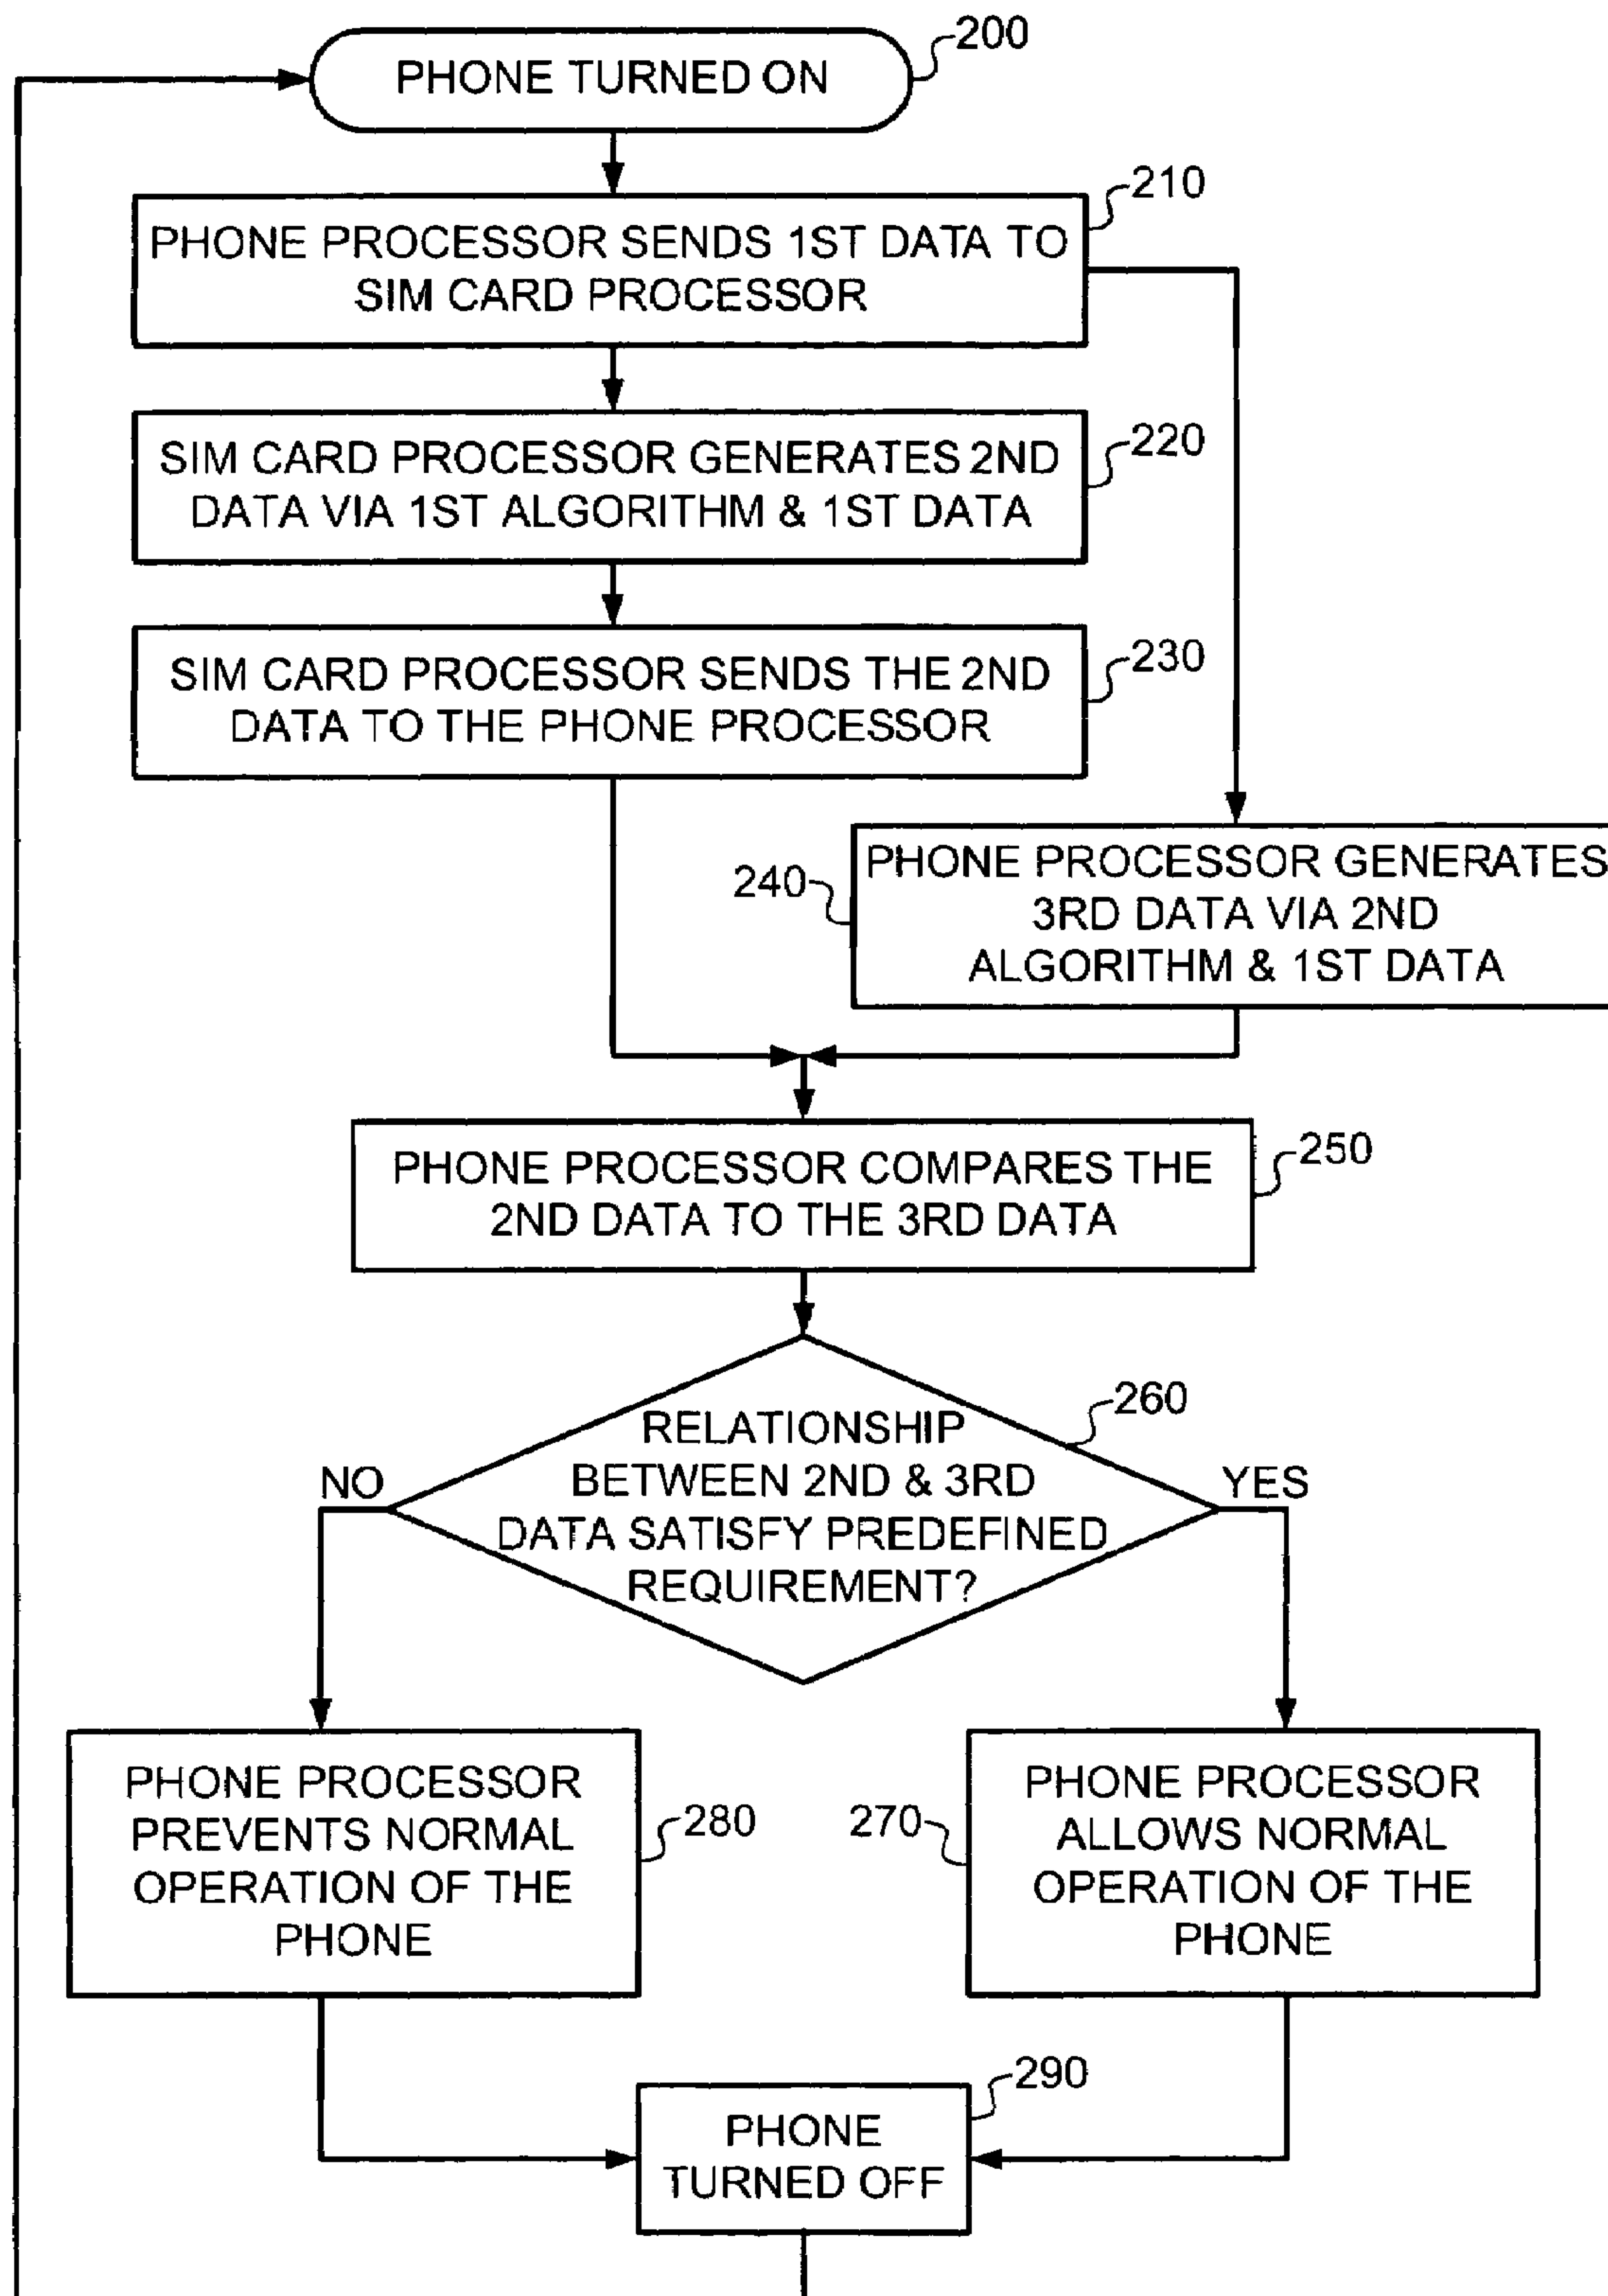 200
PHONE TURNED ON
210
PHONE PROCESSOR SENDS 1ST DATA TO
SIM CARD PROCESSOR
220
SIM CARD PROCESSOR GENERATES 2ND
DATA VIA 1ST ALGORITHM & 1ST DATA
230
SIM CARD PROCESSOR SENDS THE 2ND
DATA TO THE PHONE PROCESSOR
240
PHONE PROCESSOR GENERATES
3RD DATA VIA 2ND
ALGORITHM & 1ST DATA
250
PHONE PROCESSOR COMPARES THE
2ND DATA TO THE 3RD DATA
260
RELATIONSHIP
BETWEEN 2ND & 3RD
DATA SATISFY PREDEFINED
REQUIREMENT?
NO
YES
PHONE PROCESSOR
PREVENTS NORMAL
OPERATION OF THE
PHONE
280
270
PHONE PROCESSOR
ALLOWS NORMAL
OPERATION OF THE
PHONE
290
PHONE
TURNED OFF